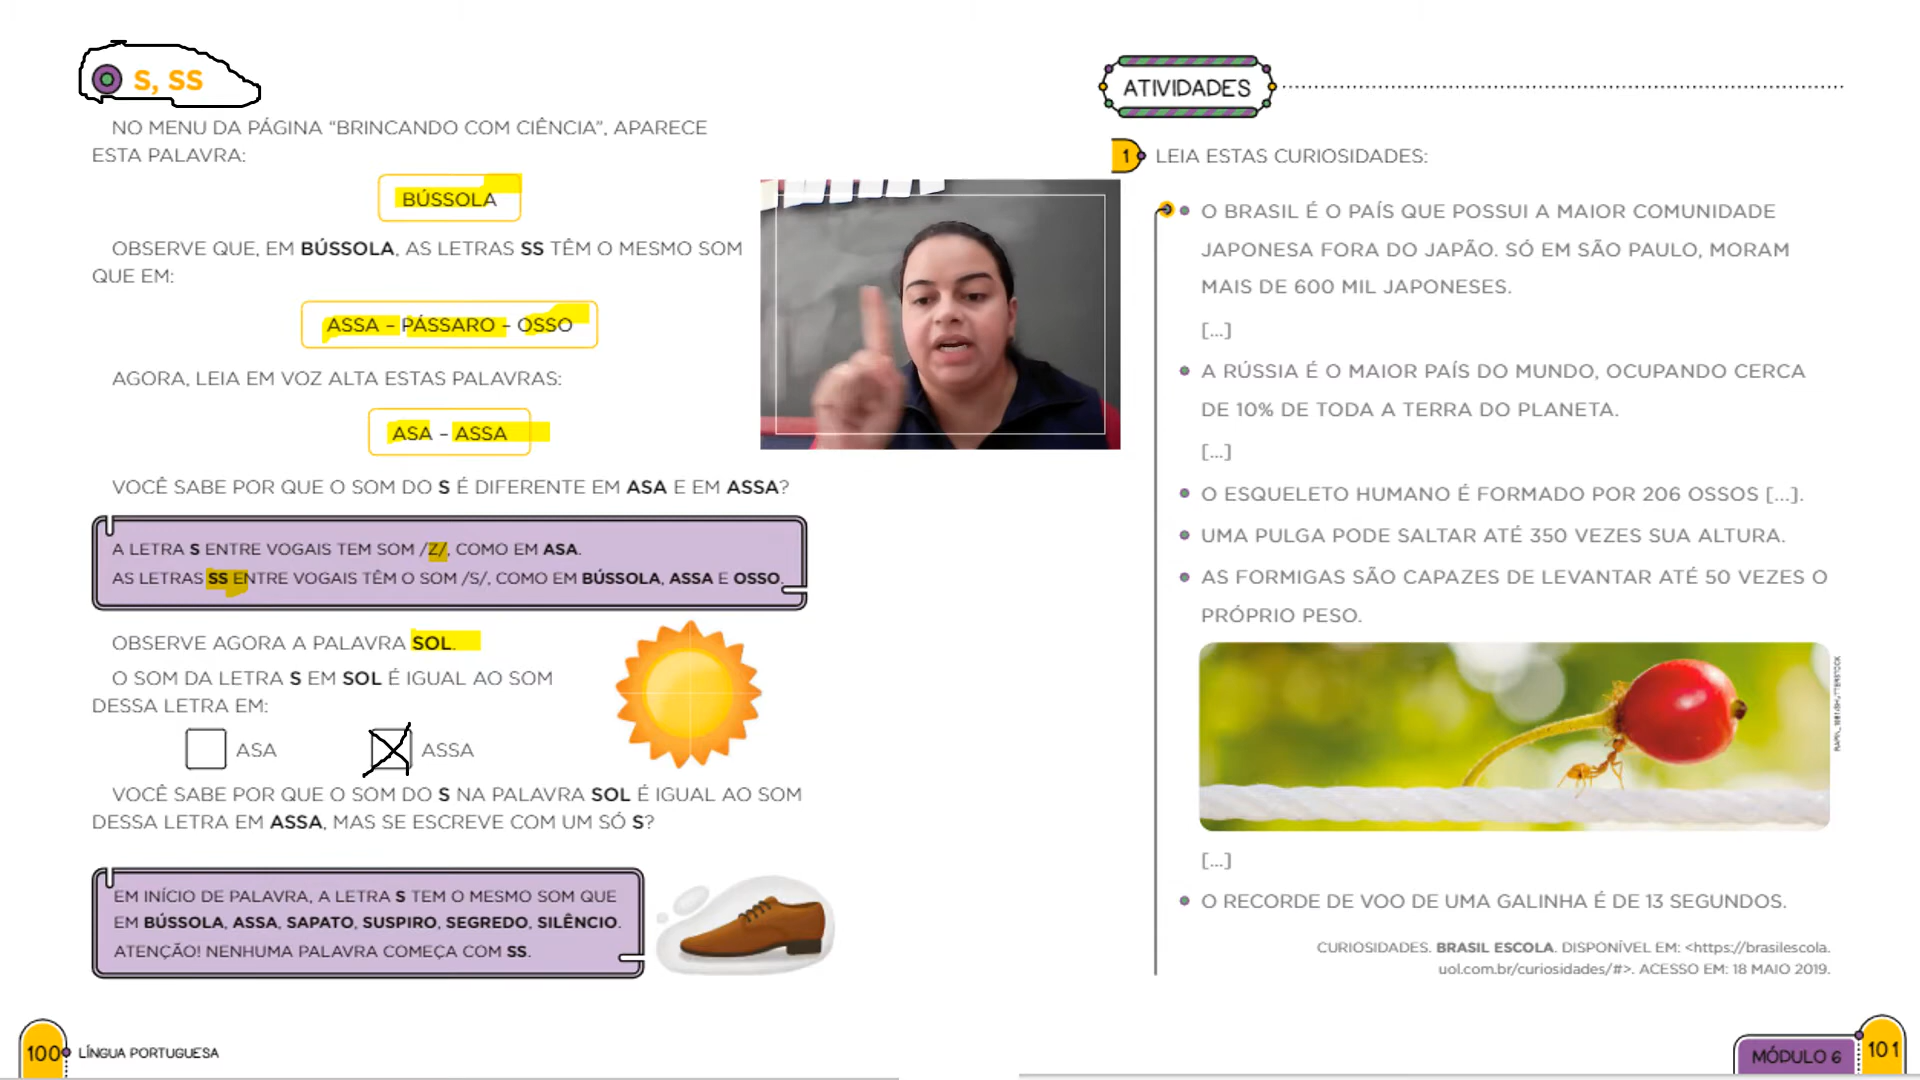 S, SS
NO MENU DA PÁGINA “BRINCANDO COM CIÊNCIA”, APARECE
ESTA PALAVRA:
BÚSSOLA
OBSERVE QUE, EM BÚSSOLA, AS LETRAS SS TÊM O MESMO SOM
QUE EM:
ASSA – PÁSSARO – OSSO
AGORA, LEIA EM VOZ ALTA ESTAS PALAVRAS:
ASA – ASSA
VOCÊ SABE POR QUE O SOM DO S É DIFERENTE EM ASA E EM ASSA?
A LETRA S ENTRE VOGAIS TEM SOM /Z/, COMO EM ASA.
AS LETRAS SS ENTRE VOGAIS TÊM O SOM /S/, COMO EM BÚSSOLA, ASSA E OSSO.
OBSERVE AGORA A PALAVRA SOL.
O SOM DA LETRA S EM SOL É IGUAL AO SOM
DESSA LETRA EM:
ASA ASSA
VOCÊ SABE POR QUE O SOM DO S NA PALAVRA SOL É IGUAL AO SOM
DESSA LETRA EM ASSA, MAS SE ESCREVE COM UM SÓ S?
EM INÍCIO DE PALAVRA, A LETRA S TEM O MESMO SOM QUE
EM BÚSSOLA, ASSA, SAPATO, SUSPIRO, SEGREDO, SILÊNCIO.
ATENÇÃO! NENHUMA PALAVRA COMEÇA COM SS.
100 LÍNGUA PORTUGUESA
ATIVIDADES
1 LEIA ESTAS CURIOSIDADES:
• O BRASIL É O PAÍS QUE POSSUI A MAIOR COMUNIDADE
JAPONESA FORA DO JAPÃO. SÓ EM SÃO PAULO, MORAM
MAIS DE 600 MIL JAPONESES.
[...]
• A RÚSSIA É O MAIOR PAÍS DO MUNDO, OCUPANDO CERCA
DE 10% DE TODA A TERRA DO PLANETA.
[...]
• O ESQUELETO HUMANO É FORMADO POR 206 OSSOS [...].
• UMA PULGA PODE SALTAR ATÉ 350 VEZES SUA ALTURA.
• AS FORMIGAS SÃO CAPAZES DE LEVANTAR ATÉ 50 VEZES O
PRÓPRIO PESO.
[...]
• O RECORDE DE VOO DE UMA GALINHA É DE 13 SEGUNDOS.
CURIOSIDADES. BRASIL ESCOLA. DISPONÍVEL EM: <https://brasilescola.
uol.com.br/curiosidades/#>. ACESSO EM: 18 MAIO 2019.
MÓDULO 6 101